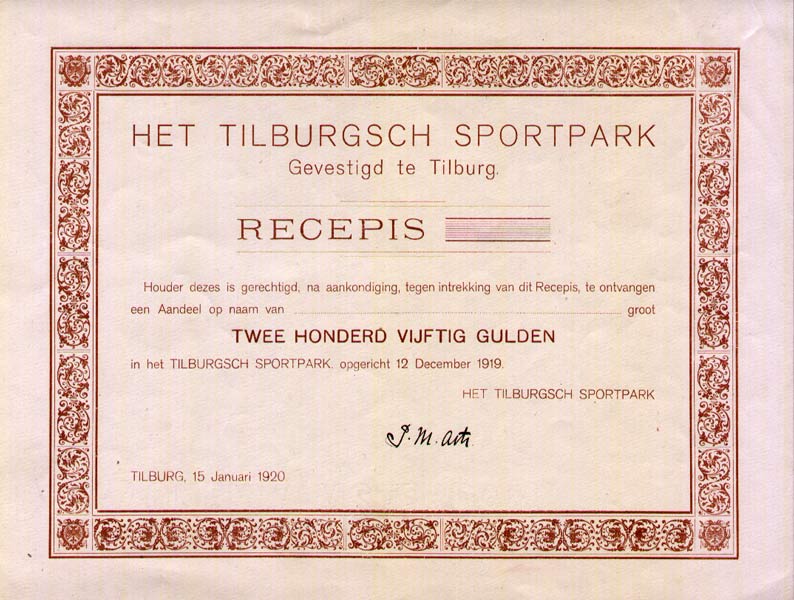 HET TILBURGSCH SPORTPARK
Gevestigd te Tilburg.
RECEPIS
Houder dezes is gerechtigd, na aankondiging, tegen intrekking van dit Recepis, te ontvangen
een Aandeel op naam van groot
TWEE HONDERD VIJFTIG GULDEN
in het TILBURGSCH SPORTPARK, opgericht 12 December 1919.
HET TILBURGSCH SPORTPARK
J. M. Arts
TILBURG, 15 Januari 1920